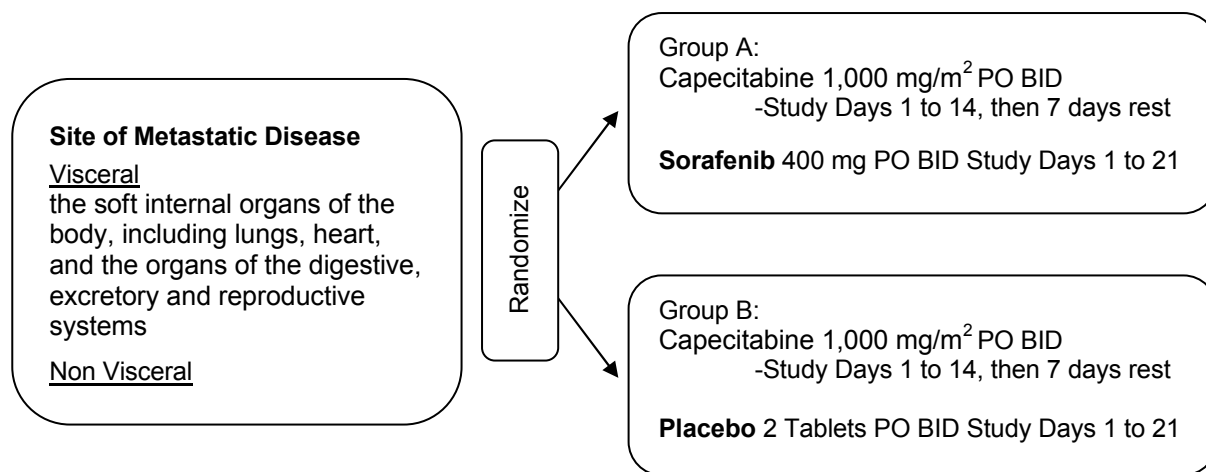 Site of Metastatic Disease
Visceral
the soft internal organs of the
body, including lungs, heart,
and the organs of the digestive,
excretory and reproductive
systems
Non Visceral
Randomize
Group A:
Capecitabine 1,000 mg/m² PO BID
-Study Days 1 to 14, then 7 days rest
Sorafenib 400 mg PO BID Study Days 1 to 21
Group B:
Capecitabine 1,000 mg/m² PO BID
-Study Days 1 to 14, then 7 days rest
Placebo 2 Tablets PO BID Study Days 1 to 21